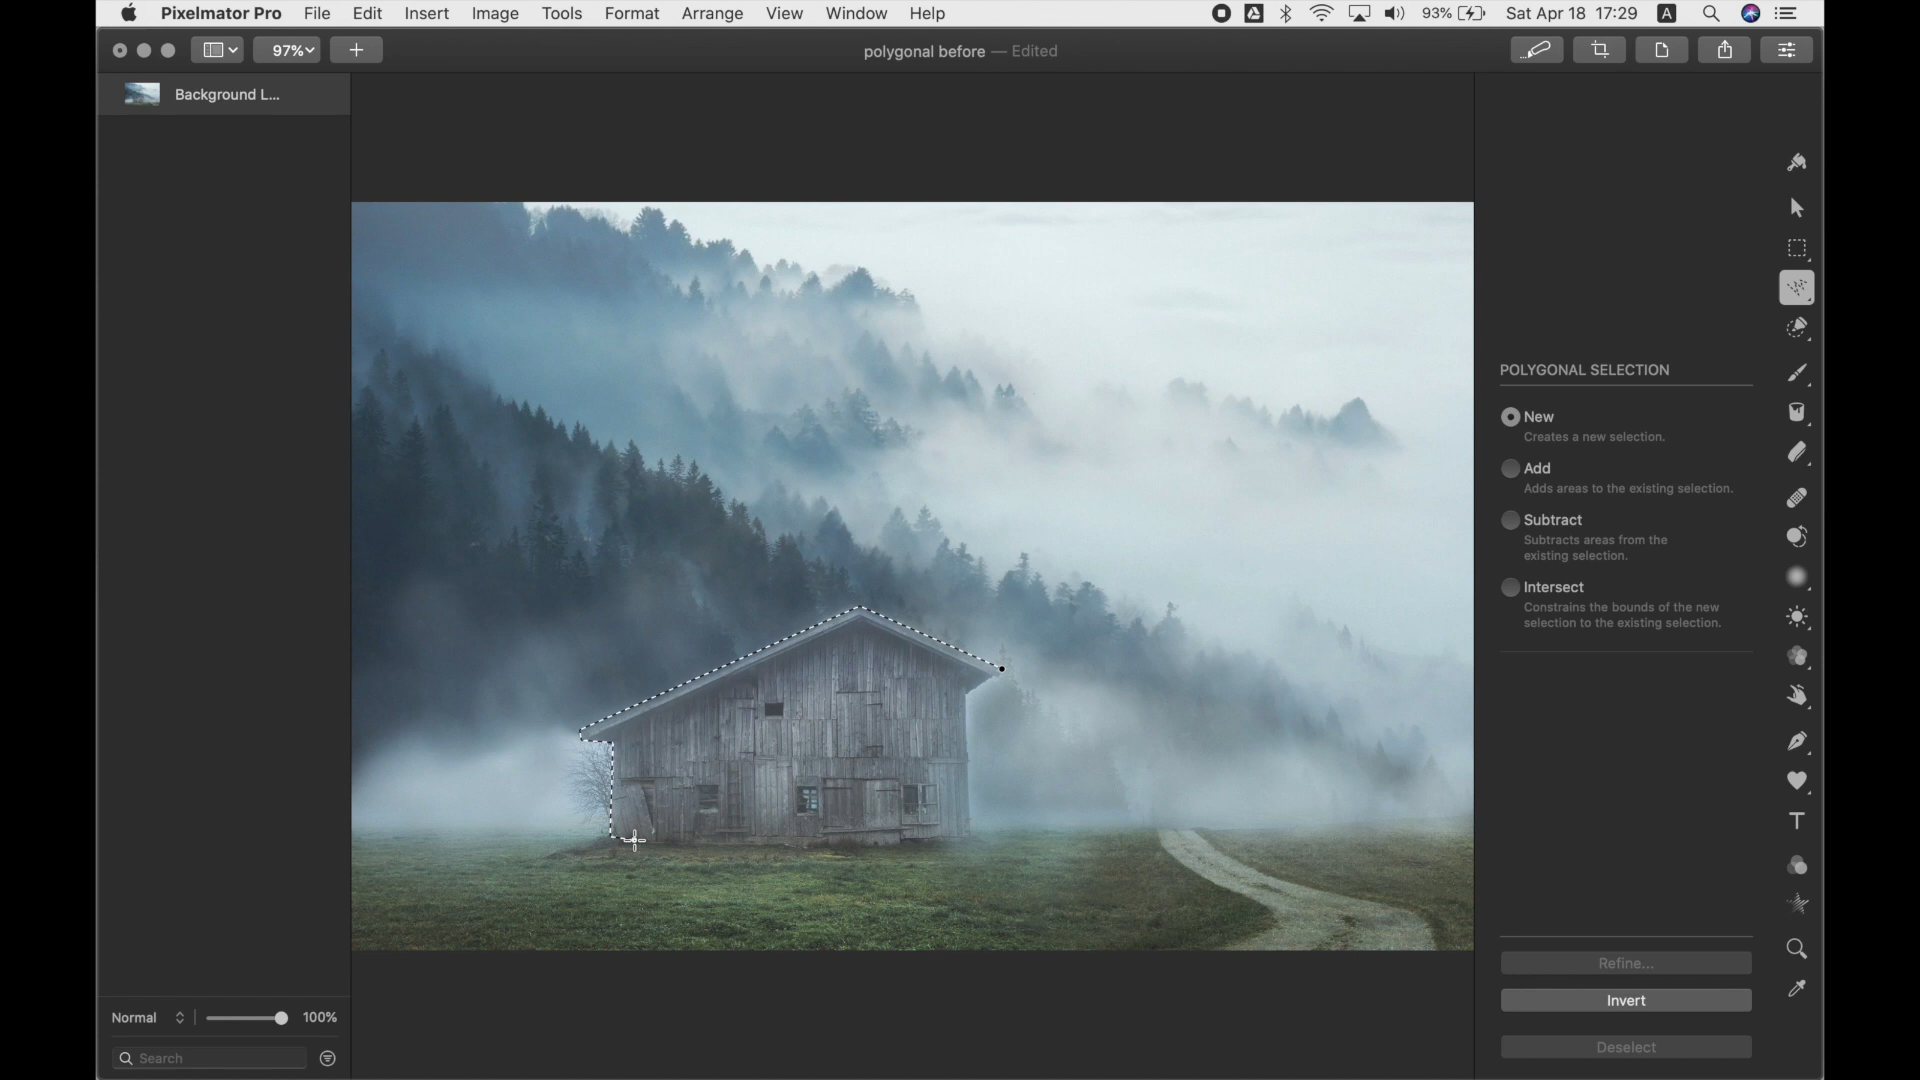 Pixelmator Pro File Edit Insert Image Tools Format Arrange View Window Help 93% Sat Apr 18 17:29 A
97% polygonal before — Edited
Background L...
POLYGONAL SELECTION
New
Creates a new selection.
Add
Adds areas to the existing selection.
Subtract
Subtracts areas from the
existing selection.
Intersect
Constrains the bounds of the new
selection to the existing selection.
T
Refine...
Invert
Normal 100%
Deselect
Search